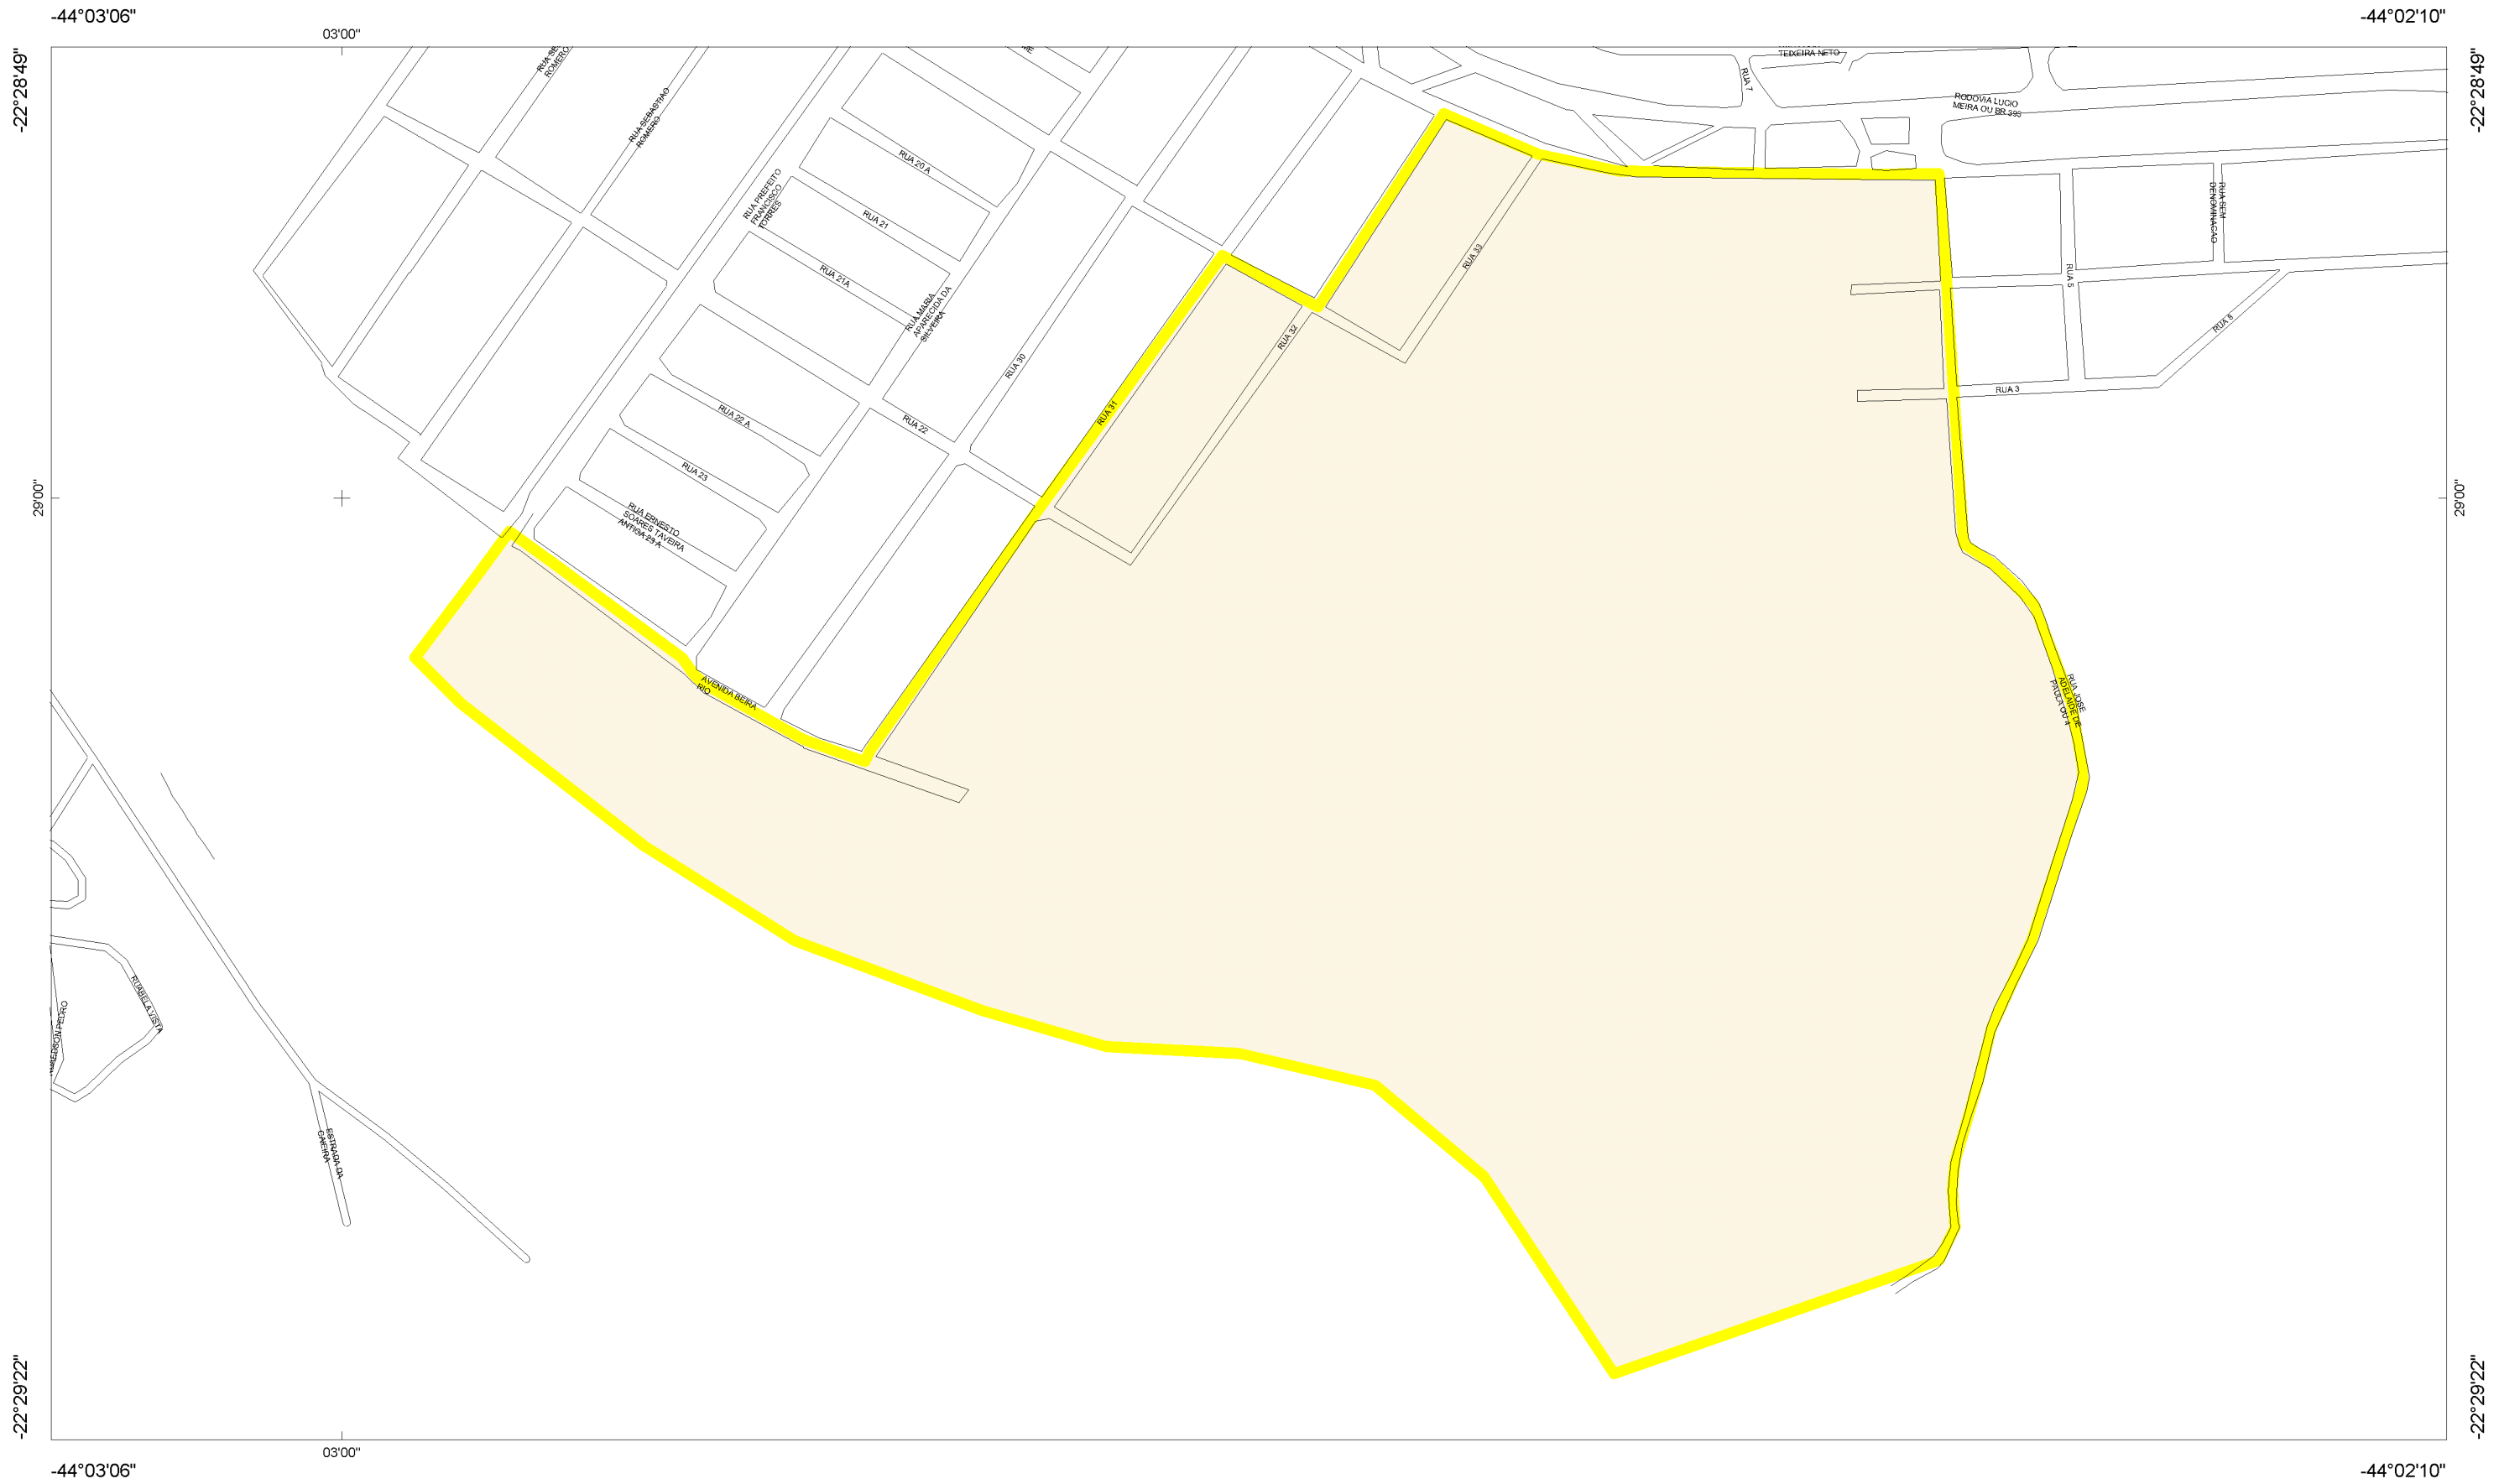 -44°03'06"
-44°02'10"
03'00"
-22°28'49"
-22°28'49"
ROMERO
TEIXEIRA NETO
RUA 7
RODOVIA LUCIO
MEIRA OU BR 393
RUA SEBASTIAO
ROMERO
RUA 20 A
RUA PREFEITO
FRANCISCO
TORRES
RUA 21
RUA SEM
DENOMINACAO
RUA 33
RUA 21A
RUA 5
RUA MARIA
APARECIDA DA
SILVEIRA
RUA 32
RUA 8
RUA 30
RUA 3
RUA 31
RUA 22 A
RUA 22
RUA 23
29'00"
29'00"
RUA ERNESTO
SOARES TAVEIRA
ANTIGA 23 A
AVENIDA BEIRA
RIO
RUA JOSE
ADELAIDE DE
PAULA OU 4
RUA BELA VISTA
EDSON PEDRO
ESTRADA DA
CAIEIRA
-22°29'22"
-22°29'22"
03'00"
-44°03'06"
-44°02'10"